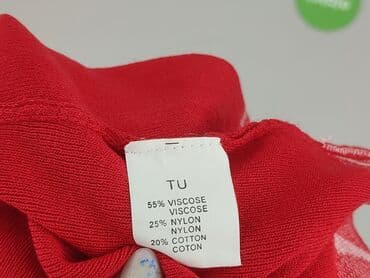 TU
55% VISCOSE
VISCOSE
25% NYLON
NYLON
20% COTTON
COTON